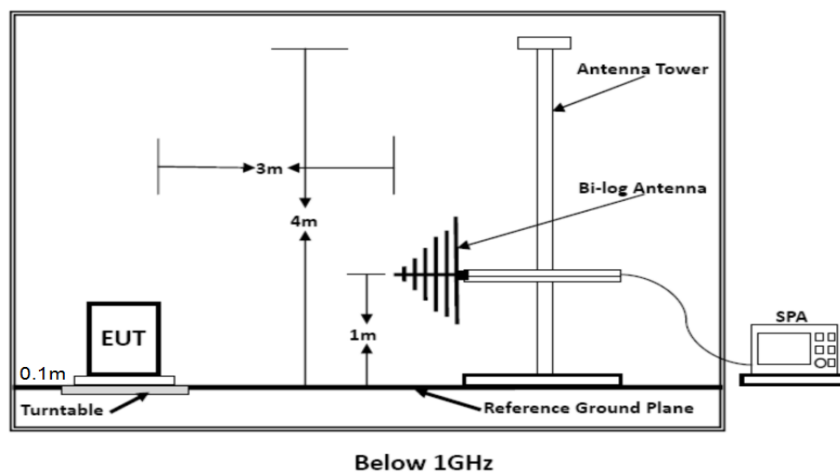 Antenna Tower
3m
Bi-log Antenna
4m
1m
SPA
EUT
0.1m
Turntable
Reference Ground Plane
Below 1GHz